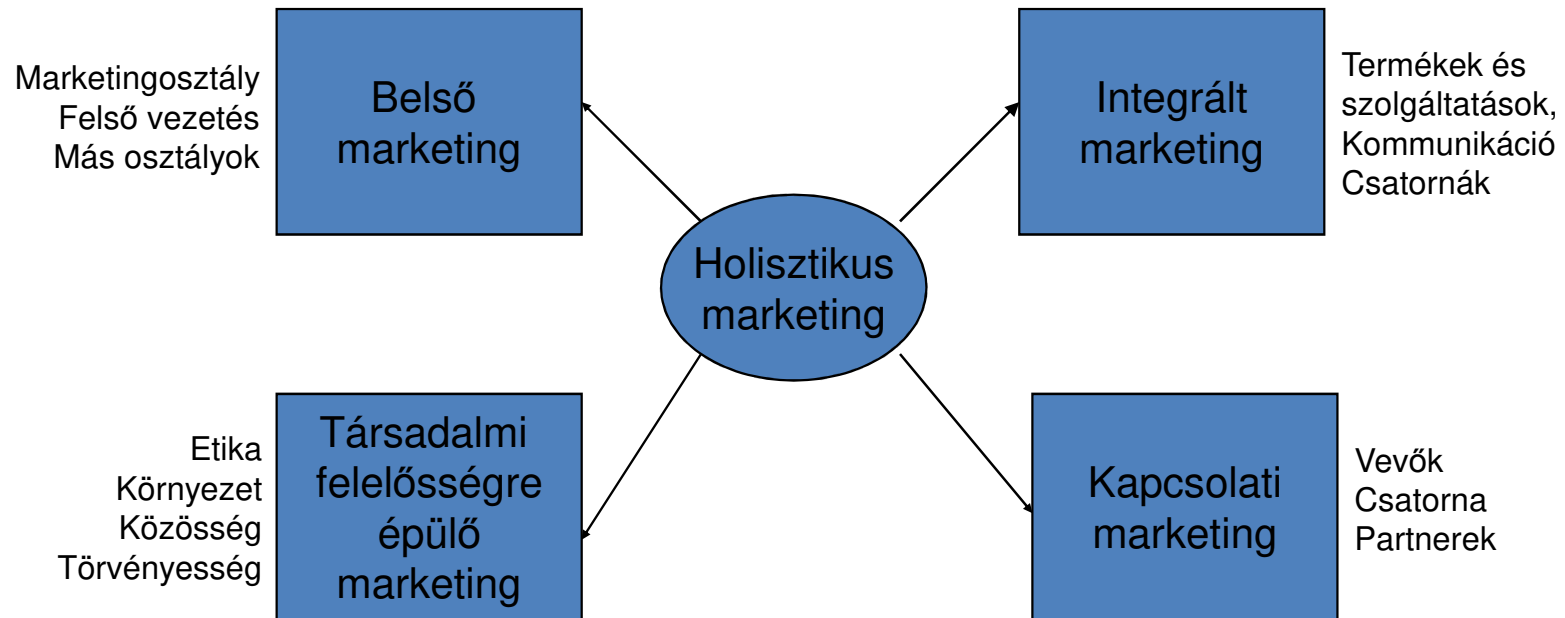 Marketingosztály
Felső vezetés
Más osztályok
Belső
marketing
Integrált
marketing
Termékek és
szolgáltatások,
Kommunikáció
Csatornák
Holisztikus
marketing
Etika
Környezet
Közösség
Törvényesség
Társadalmi
felelősségre
épülő
marketing
Kapcsolati
marketing
Vevők
Csatorna
Partnerek